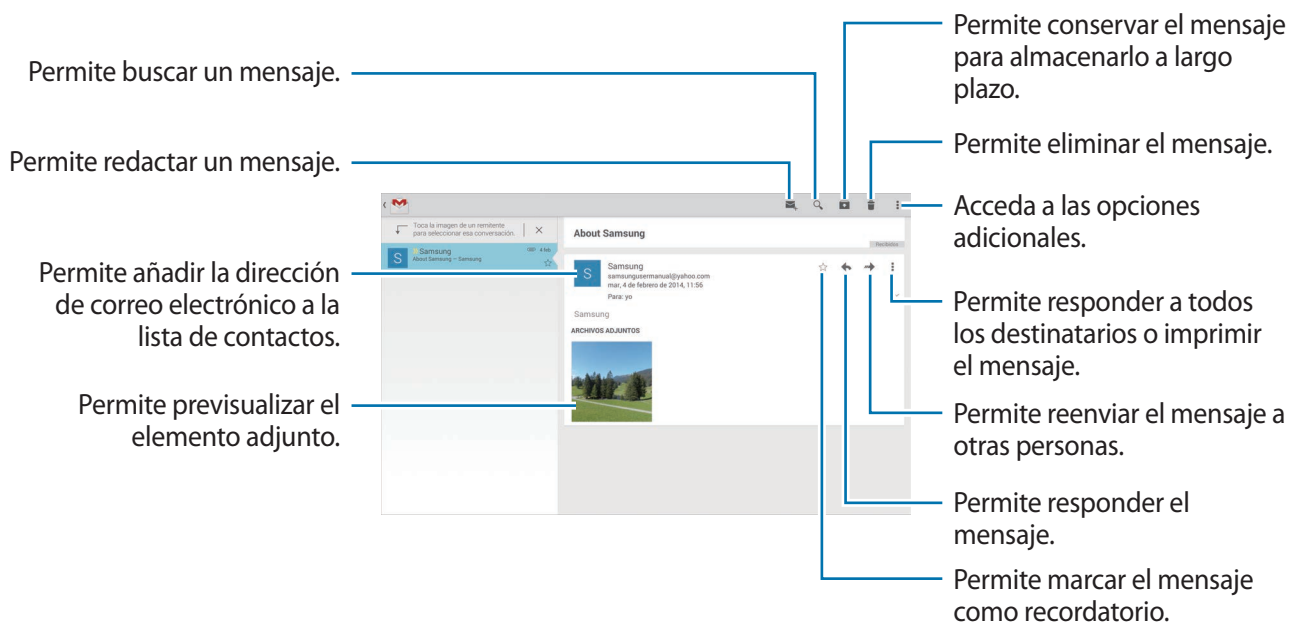 Permite buscar un mensaje.
Permite redactar un mensaje.
Permite añadir la dirección
de correo electrónico a la
lista de contactos.
Permite previsualizar el
elemento adjunto.
Toca la imagen de un remitente
para seleccionar esa conversación.
S
Samsung
4 feb
About Samsung – Samsung
About Samsung
Recibidos
S
Samsung
samsungusermanual@yahoo.com
mar, 4 de febrero de 2014, 11:56
Para: yo
Samsung
ARCHIVOS ADJUNTOS
Permite conservar el mensaje
para almacenarlo a largo
plazo.
Permite eliminar el mensaje.
Acceda a las opciones
adicionales.
Permite responder a todos
los destinatarios o imprimir
el mensaje.
Permite reenviar el mensaje a
otras personas.
Permite responder el
mensaje.
Permite marcar el mensaje
como recordatorio.